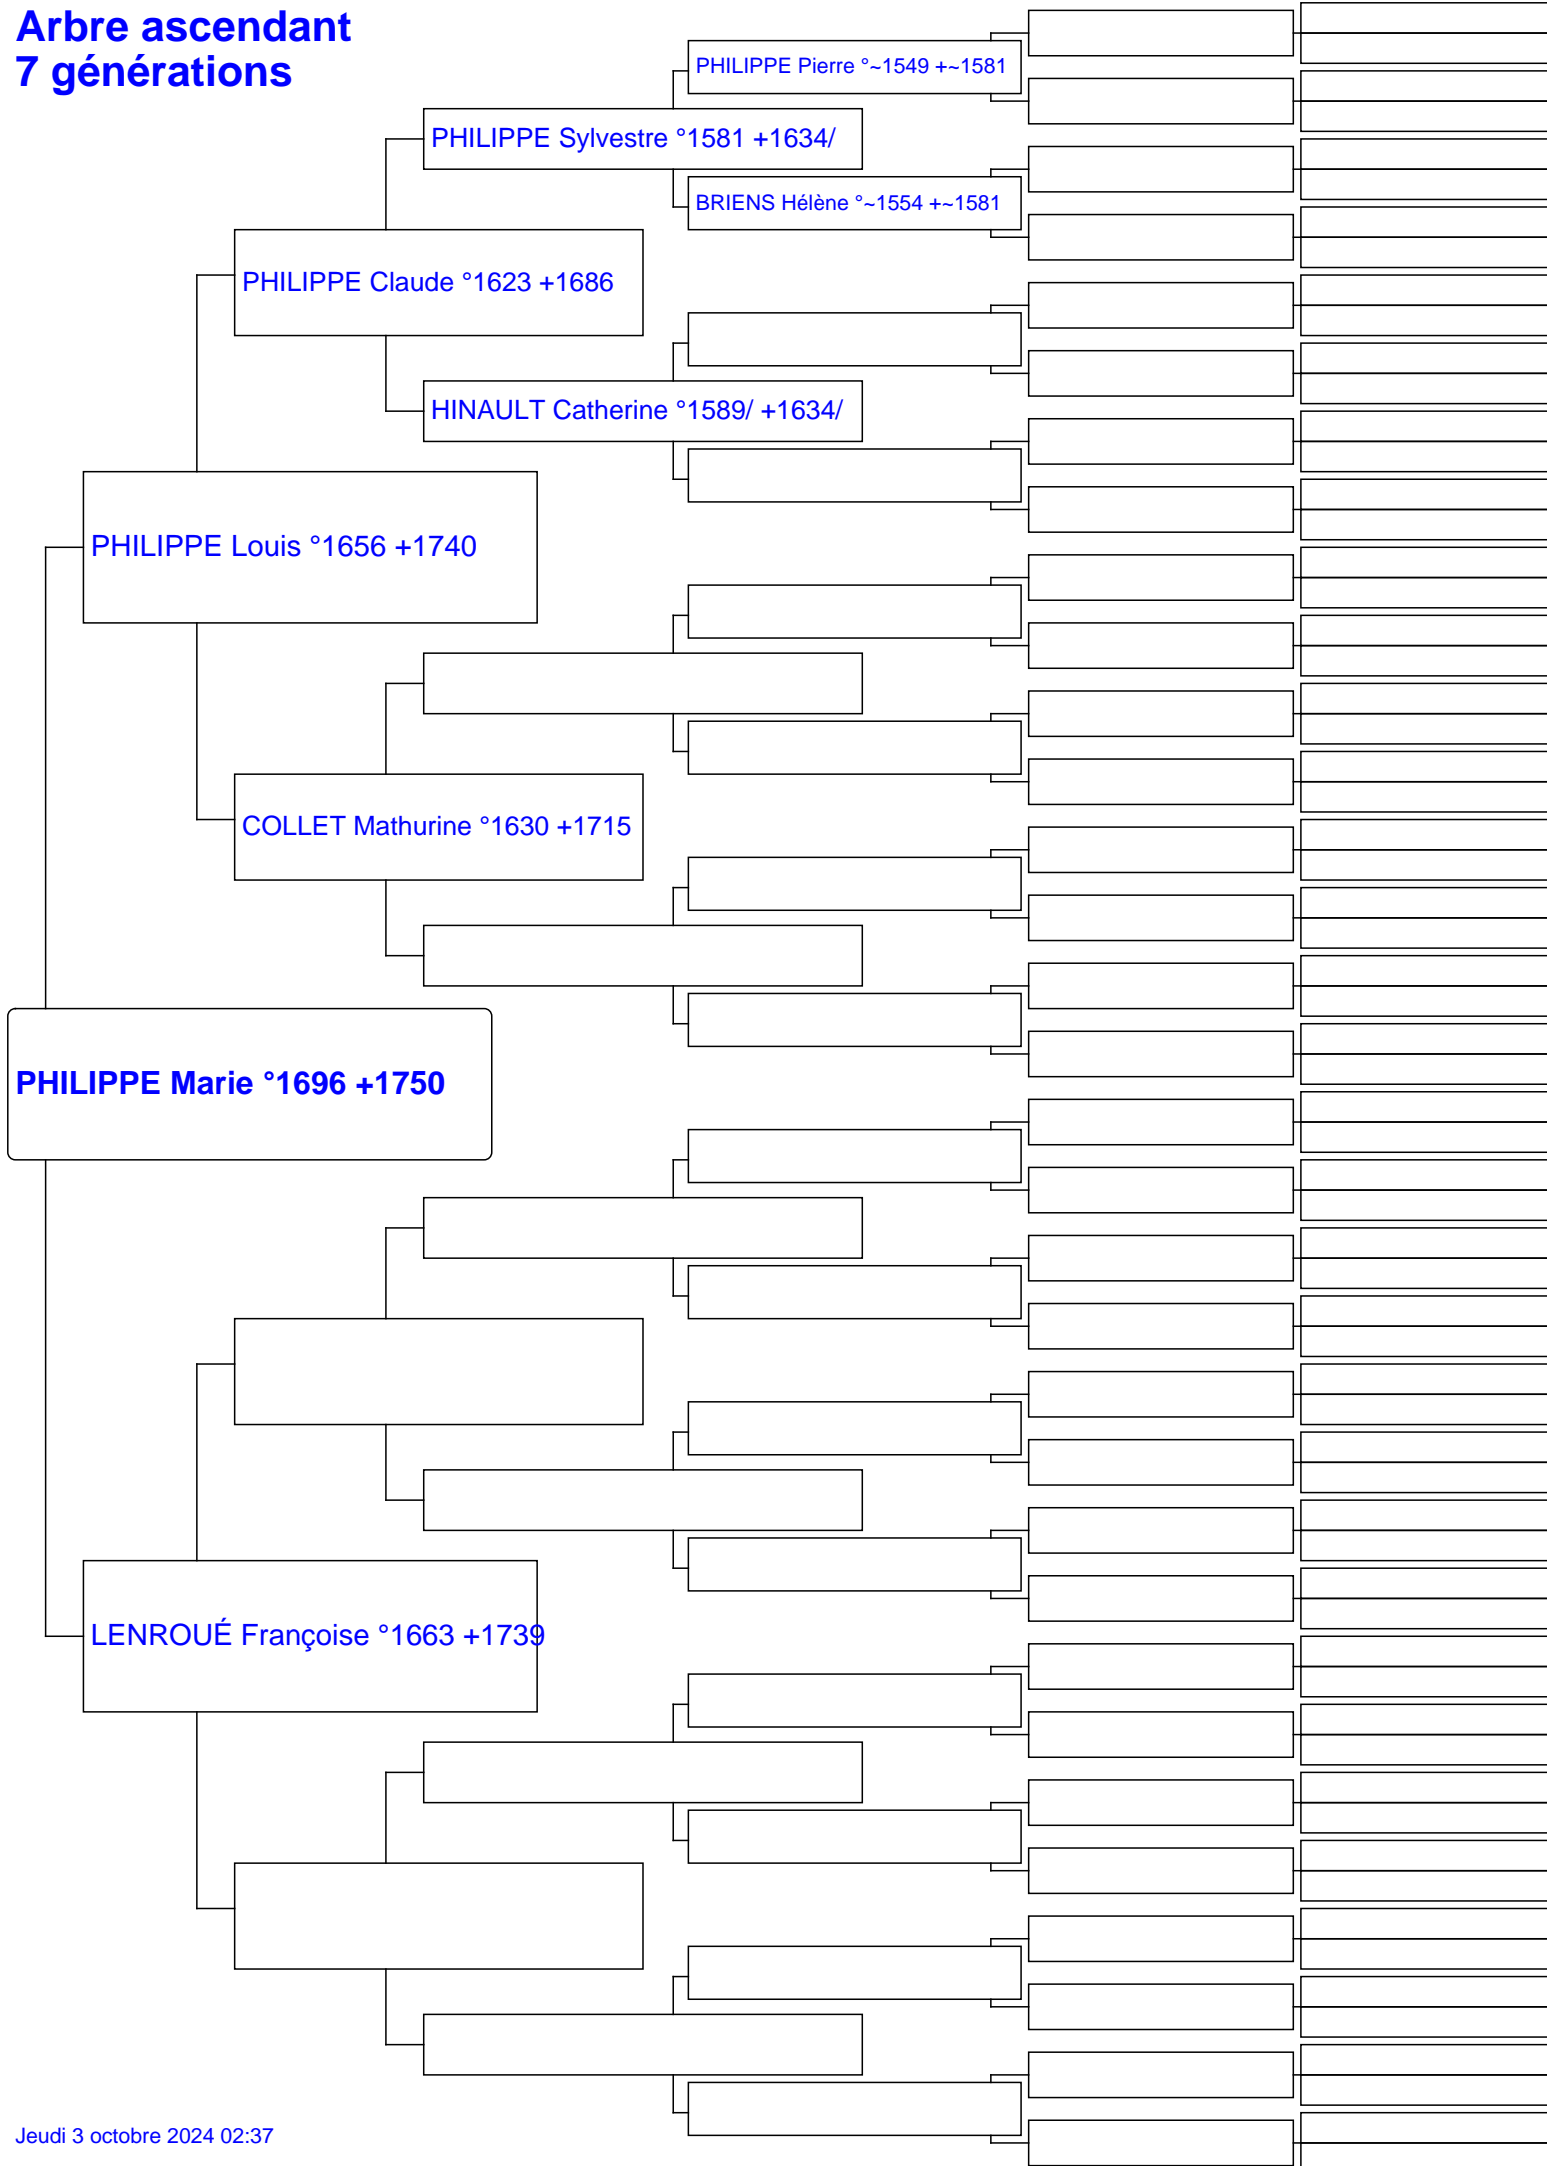 Arbre ascendant
7 générations
PHILIPPE Pierre °~1549 +~1581
PHILIPPE Sylvestre °1581 +1634/
BRIENS Hélène °~1554 +~1581
PHILIPPE Claude °1623 +1686
HINAULT Catherine °1589/ +1634/
PHILIPPE Louis °1656 +1740
COLLET Mathurine °1630 +1715
PHILIPPE Marie °1696 +1750
LENROUÉ Françoise °1663 +1739
Jeudi 3 octobre 2024 02:37